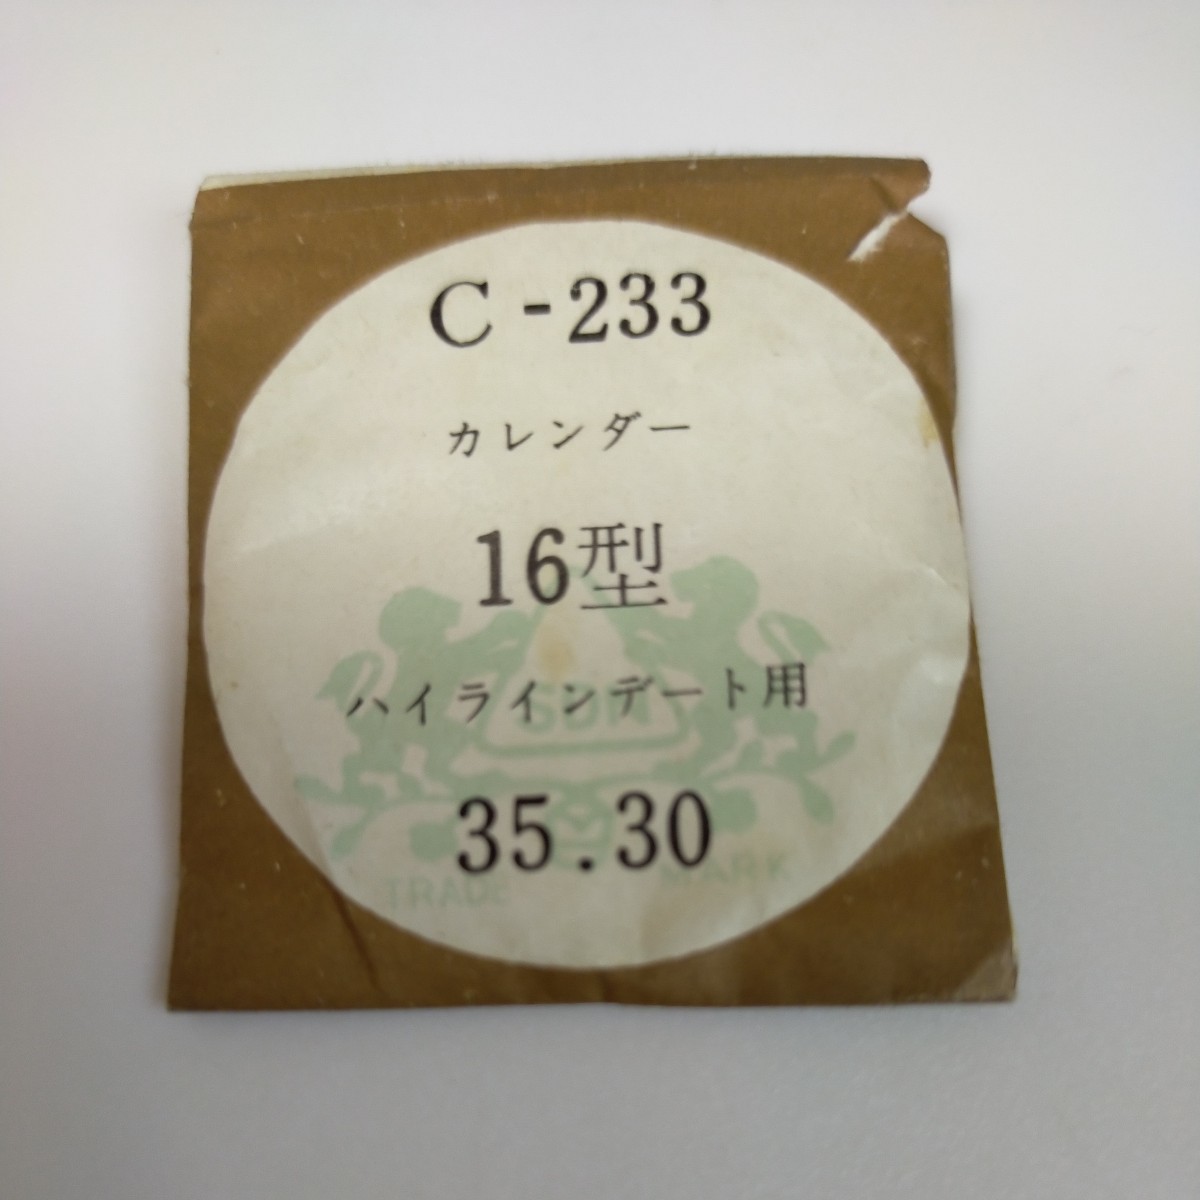 C-233
カレンダー
16型
ハイラインデート用
SUN
35.30
TRADE MARK